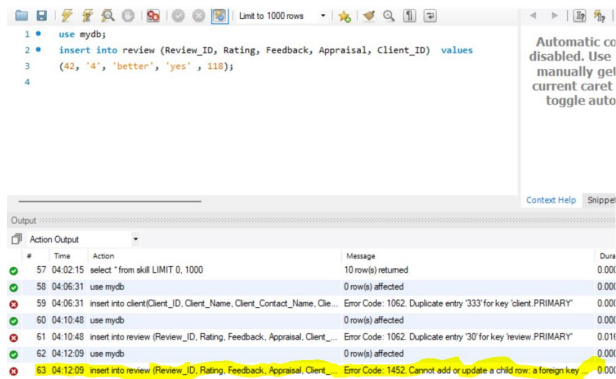 Limit to 1000 rows
1 use mydb;
2 insert into review (Review_ID, Rating, Feedback, Appraisal, Client_ID) values
3 (42, '4', 'better', 'yes' , 118);
4
Automatic co
disabled. Use
manually get
current caret
toggle auto
Context Help Snippet
Output
Action Output
# Time Action Message Dura
57 04:02:15 select * from skill LIMIT 0, 1000 10 row(s) returned 0.000
58 04:06:31 use mydb 0 row(s) affected 0.000
59 04:06:31 insert into client(Client_ID, Client_Name, Client_Contact_Name, Clie... Error Code: 1062. Duplicate entry '333' for key 'client.PRIMARY' 0.000
60 04:10:48 use mydb 0 row(s) affected 0.000
61 04:10:48 insert into review (Review_ID, Rating, Feedback, Appraisal, Client_... Error Code: 1062. Duplicate entry '30' for key 'review.PRIMARY' 0.016
62 04:12:09 use mydb 0 row(s) affected 0.000
63 04:12:09 insert into review (Review_ID, Rating, Feedback, Appraisal, Client_... Error Code: 1452. Cannot add or update a child row: a foreign key ...